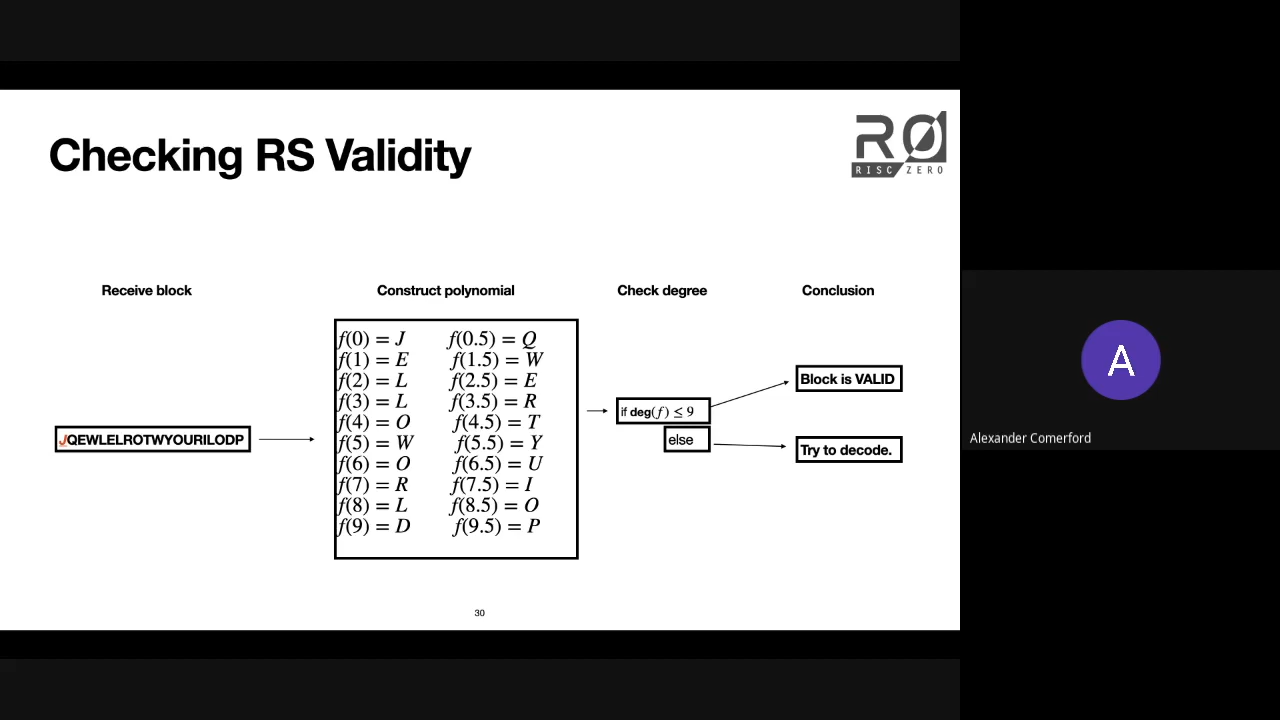 Checking RS Validity
RØ
RISC ZERO
Receive block
Construct polynomial
Check degree
Conclusion
JQEWLELROTWYOURILODP
f(0) = J f(0.5) = Q
f(1) = E f(1.5) = W
f(2) = L f(2.5) = E
f(3) = L f(3.5) = R
f(4) = O f(4.5) = T
f(5) = W f(5.5) = Y
f(6) = O f(6.5) = U
f(7) = R f(7.5) = I
f(8) = L f(8.5) = O
f(9) = D f(9.5) = P
if deg(f) ≤ 9
else
Block is VALID
Try to decode.
30
A
Alexander Comerford